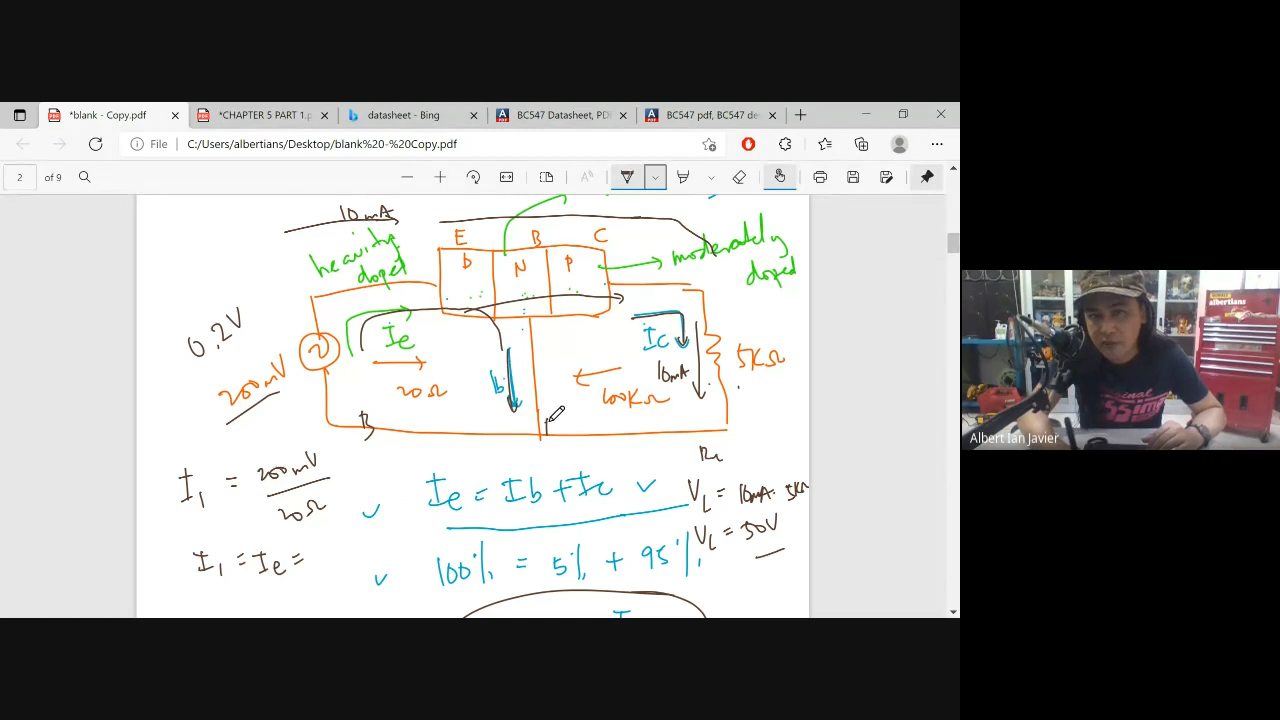 *blank - Copy.pdf
*CHAPTER 5 PART 1.p
datasheet - Bing
BC547 Datasheet, PD
BC547 pdf, BC547 de
File
C:/Users/albertians/Desktop/blank%20-%20Copy.pdf
2 of 9
10mA
heavily doped
E B C
P N P
moderately doped
0.2V
200mV
Ie
20Ω
b
Ic
10mA
100KΩ
5KΩ
B
RL
I1 = 200mV / 20Ω
Ie = Ib + Ic
VL = 10mA · 5KΩ
VL = 50V
I1 = Ie =
100% = 5% + 95%
albertians
ORIGINAL
MISSIMO
Albert Ian Javier